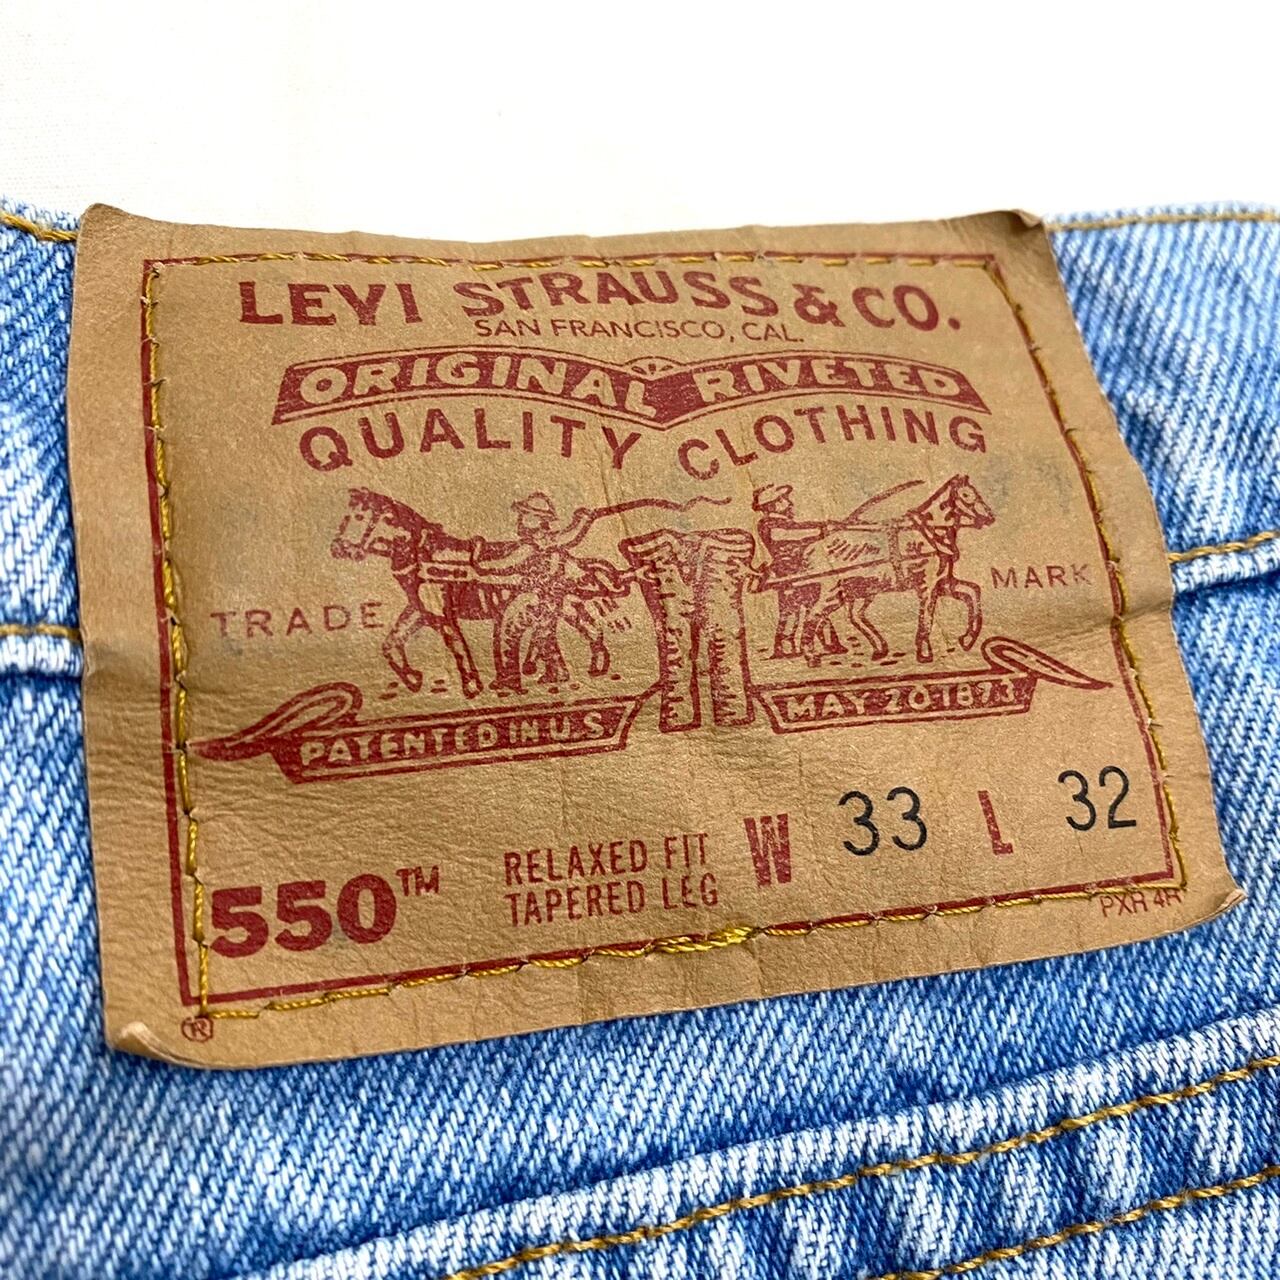 LEVI STRAUSS & CO.
SAN FRANCISCO, CAL.
ORIGINAL RIVETED
QUALITY CLOTHING
TRADE MARK
PATENTED IN U.S. MAY 20 1873
550™ RELAXED FIT W 33 L 32
TAPERED LEG
PXR 4R
®